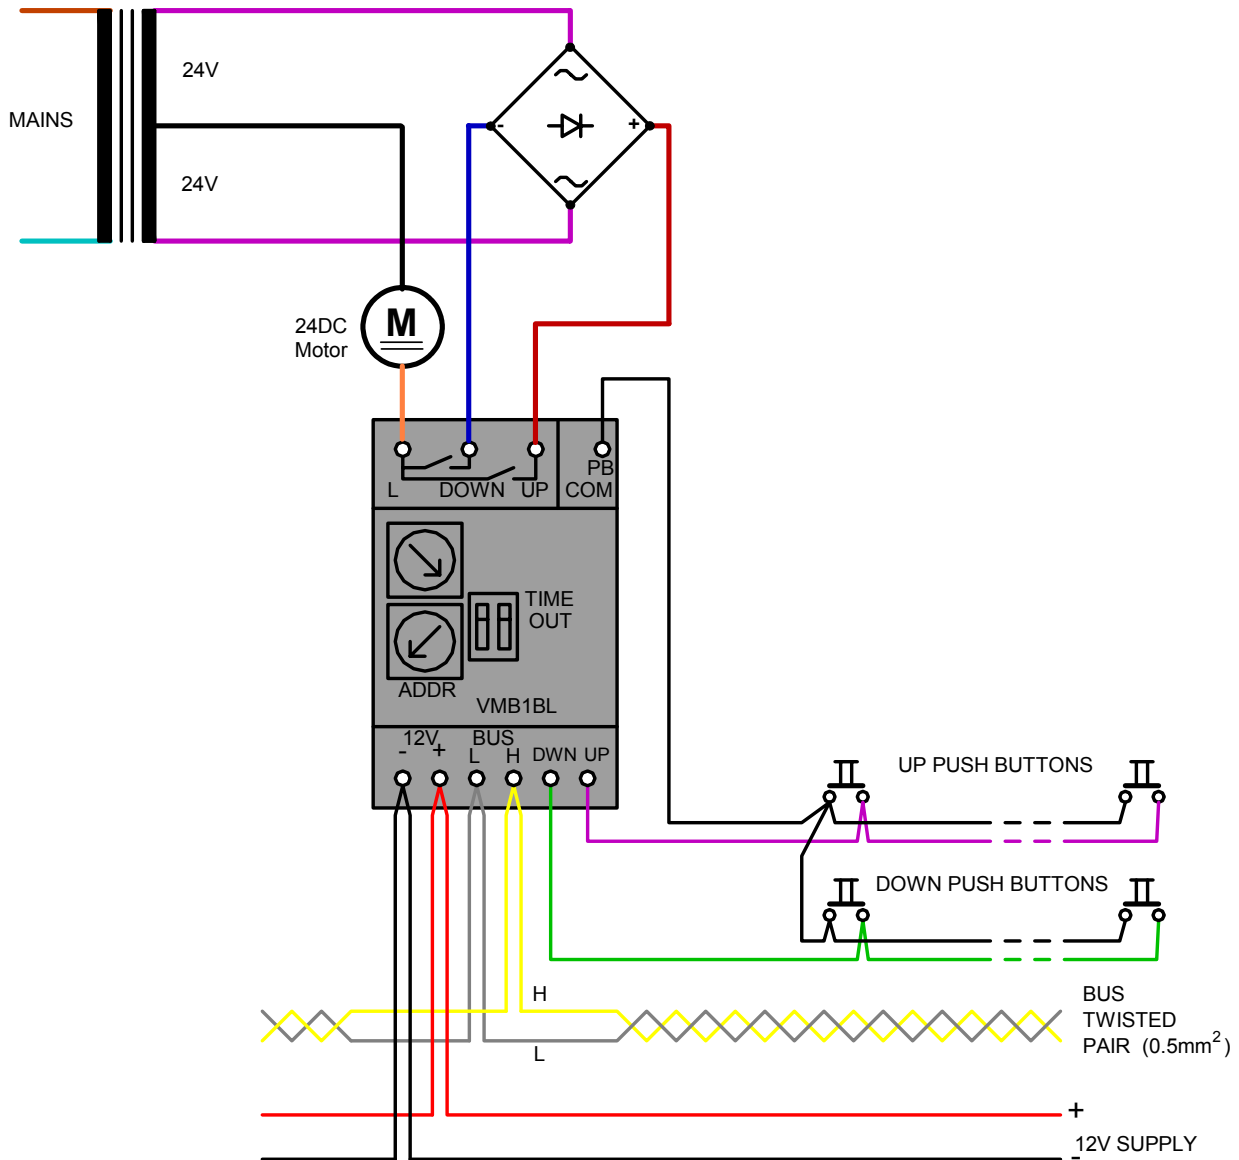 24V
MAINS
24V
-
+
24DC
Motor
M
PB
L DOWN UP COM
TIME
OUT
ADDR
VMB1BL
12V BUS
- + L H DWN UP
UP PUSH BUTTONS
DOWN PUSH BUTTONS
H
L
BUS
TWISTED
PAIR (0.5mm²)
+
12V SUPPLY
-